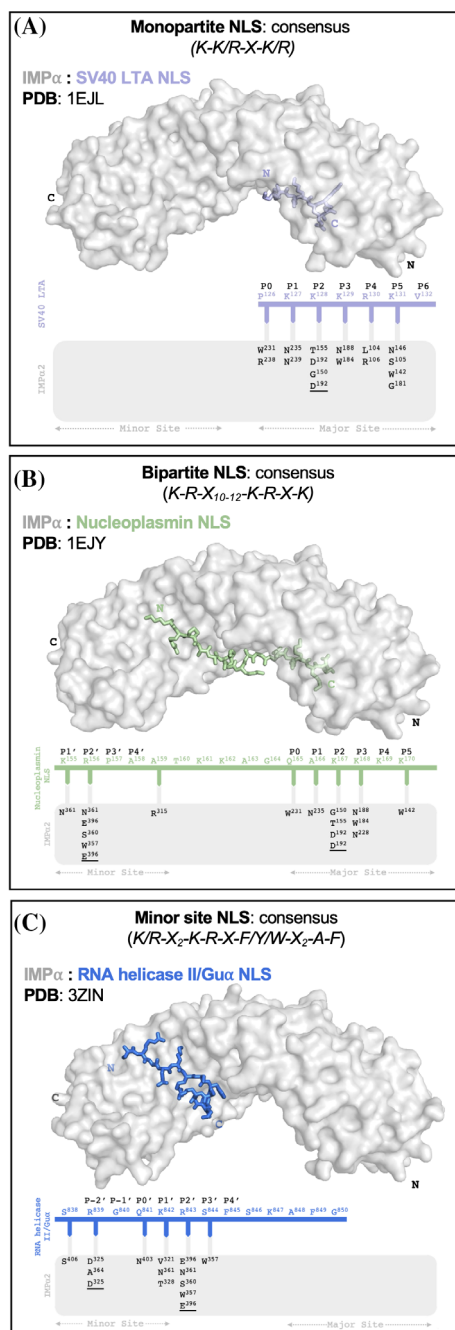 (A)
Monopartite NLS: consensus
(K-K/R-X-K/R)
IMPα : SV40 LTA NLS
PDB: 1EJL
N
C
C
N
SV40 LTA
P0 P1 P2 P3 P4 P5 P6
P126 K127 K128 K129 R130 K131 V132
IMPα2
W231 N235 T155 N188 L104 N146
R238 N239 D192 W184 R106 S105
G150 W142
D192 G181
Minor Site Major Site
(B)
Bipartite NLS: consensus
(K-R-X10-12-K-R-X-K)
IMPα : Nucleoplasmin NLS
PDB: 1EJY
N
C
C
N
Nucleoplasmin NLS
P1' P2' P3' P4' P0 P1 P2 P3 P4 P5
K155 R156 P157 A158 A159 T160 K161 K162 A163 G164 Q165 A166 K167 K168 K169 K170
IMPα2
N361 N361 R315 W231 N235 G150 N188 W142
E396 T155 W184
S360 D192 N228
W357 D192
E396
Minor Site Major Site
(C)
Minor site NLS: consensus
(K/R-X2-K-R-X-F/Y/W-X2-A-F)
IMPα : RNA helicase II/Guα NLS
PDB: 3ZIN
N
C
C
N
RNA helicase II/Guα
P-2' P-1' P0' P1' P2' P3' P4'
S838 R839 G840 Q841 K842 R843 S844 F845 S846 K847 A848 F849 G850
IMPα2
S406 D325 N403 V321 E396 W357
A364 N361 N361
D325 T328 S360
W357
E296
Minor Site Major Site